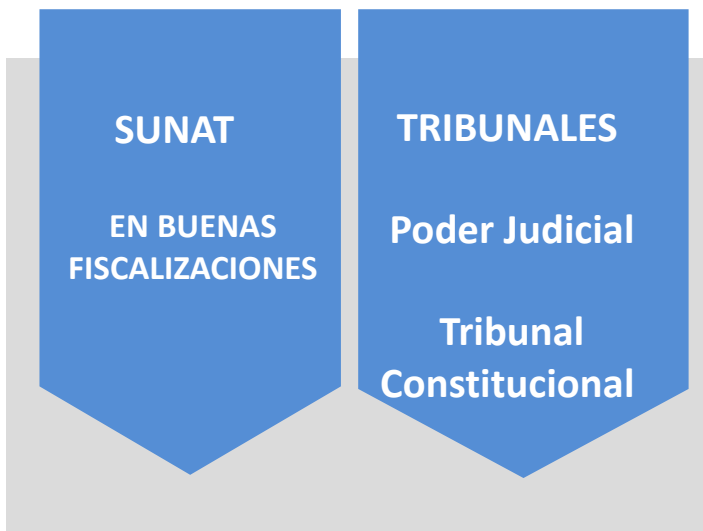 SUNAT
EN BUENAS
FISCALIZACIONES
TRIBUNALES
Poder Judicial
Tribunal
Constitucional